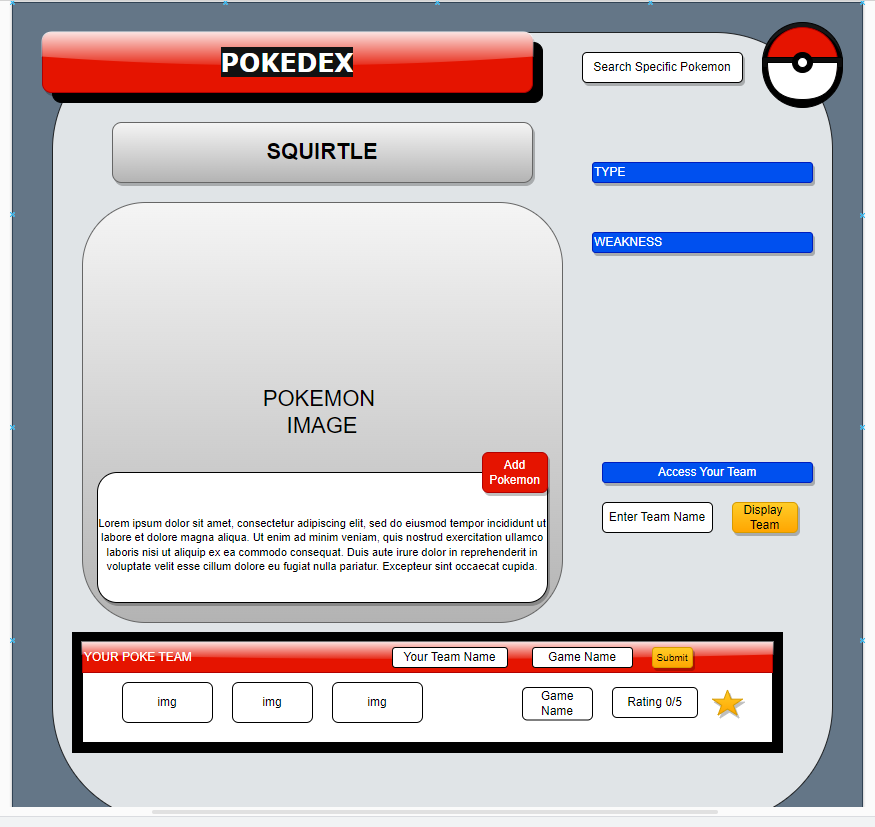 POKEDEX
Search Specific Pokemon
SQUIRTLE
TYPE
WEAKNESS
POKEMON
IMAGE
Add
Pokemon
Lorem ipsum dolor sit amet, consectetur adipiscing elit, sed do eiusmod tempor incididunt ut
labore et dolore magna aliqua. Ut enim ad minim veniam, quis nostrud exercitation ullamco
laboris nisi ut aliquip ex ea commodo consequat. Duis aute irure dolor in reprehenderit in
voluptate velit esse cillum dolore eu fugiat nulla pariatur. Excepteur sint occaecat cupida.
Access Your Team
Enter Team Name
Display
Team
YOUR POKE TEAM
Your Team Name
Game Name
Submit
img
img
img
Game
Name
Rating 0/5